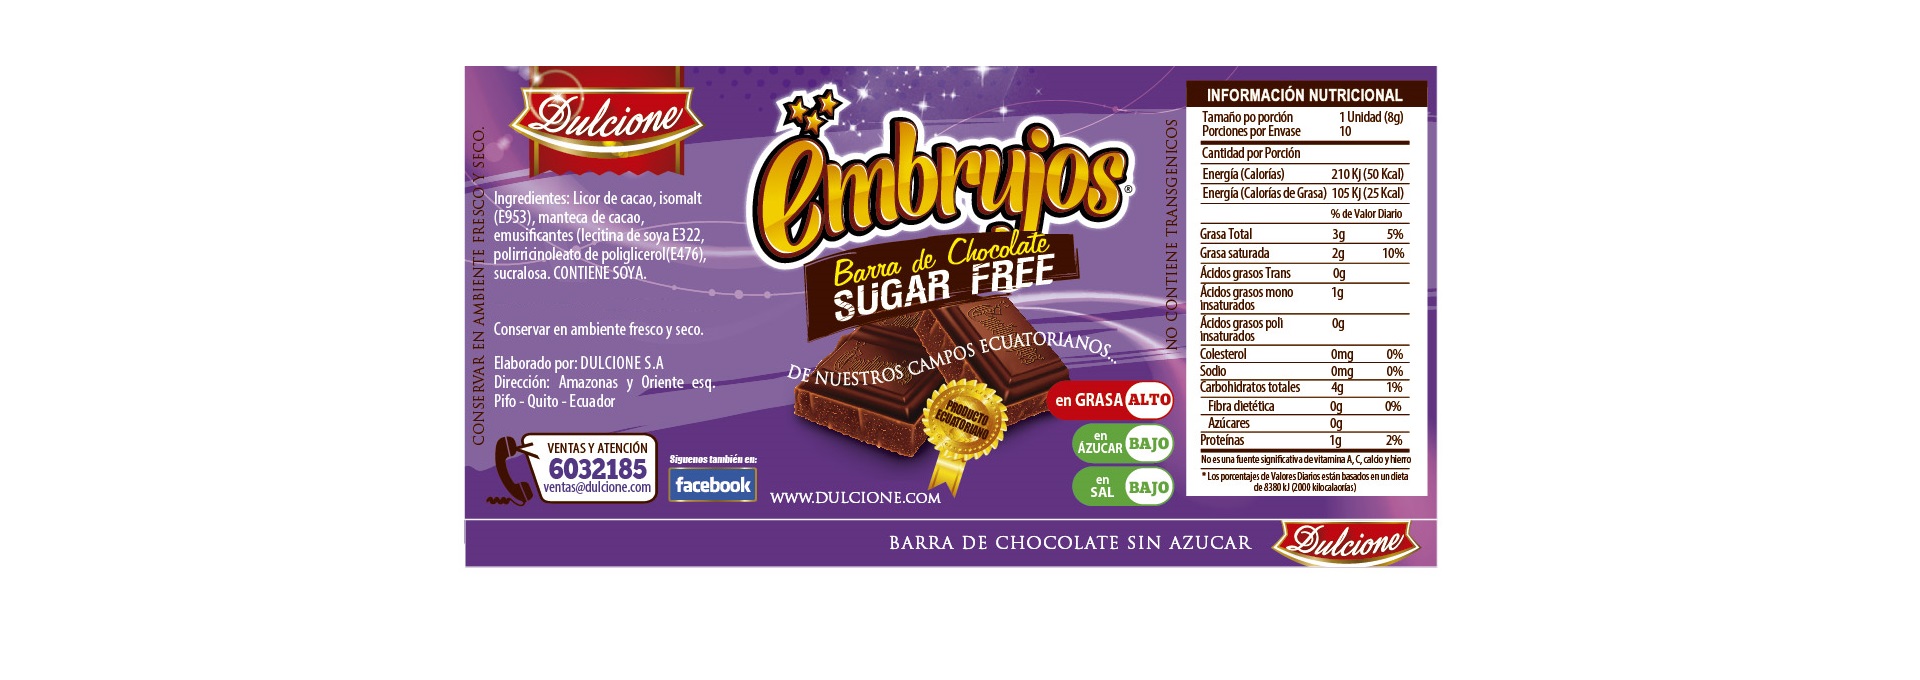 Dulcione
CONSERVAR EN AMBIENTE FRESCO Y SECO.
Ingredientes: Licor de cacao, isomalt
(E953), manteca de cacao,
emusificantes (lecitina de soya E322,
polirricinoleato de poliglicerol(E476),
sucralosa. CONTIENE SOYA.
Conservar en ambiente fresco y seco.
Elaborado por: DULCIONE S.A
Dirección: Amazonas y Oriente esq.
Pifo - Quito - Ecuador
VENTAS Y ATENCIÓN
6032185
ventas@dulcione.com
Síguenos también en:
facebook
embrujos®
Barra de Chocolate
SUGAR FREE
DE NUESTROS CAMPOS ECUATORIANOS...
PRODUCTO
ECUATORIANO
WWW.DULCIONE.COM
en GRASA ALTO
en
ÁZUCAR BAJO
en
SAL BAJO
NO CONTIENE TRANSGENICOS
INFORMACIÓN NUTRICIONAL
Tamaño po porción 1 Unidad (8g)
Porciones por Envase 10
Cantidad por Porción
Energía (Calorías) 210 KJ (50 Kcal)
Energía (Calorías de Grasa) 105 KJ (25 Kcal)
% de Valor Diario
Grasa Total 3g 5%
Grasa saturada 2g 10%
Ácidos grasos Trans 0g
Ácidos grasos mono 1g
insaturados
Ácidos grasos poli 0g
insaturados
Colesterol 0mg 0%
Sodio 0mg 0%
Carbohidratos totales 4g 1%
Fibra dietética 0g 0%
Azúcares 0g
Proteínas 1g 2%
No es una fuente significativa de vitamina A, C, calcio y hierro
* Los porcentajes de Valores Diarios están basados en un dieta
de 8380 kJ (2000 kilocalaorías)
BARRA DE CHOCOLATE SIN AZUCAR
Dulcione